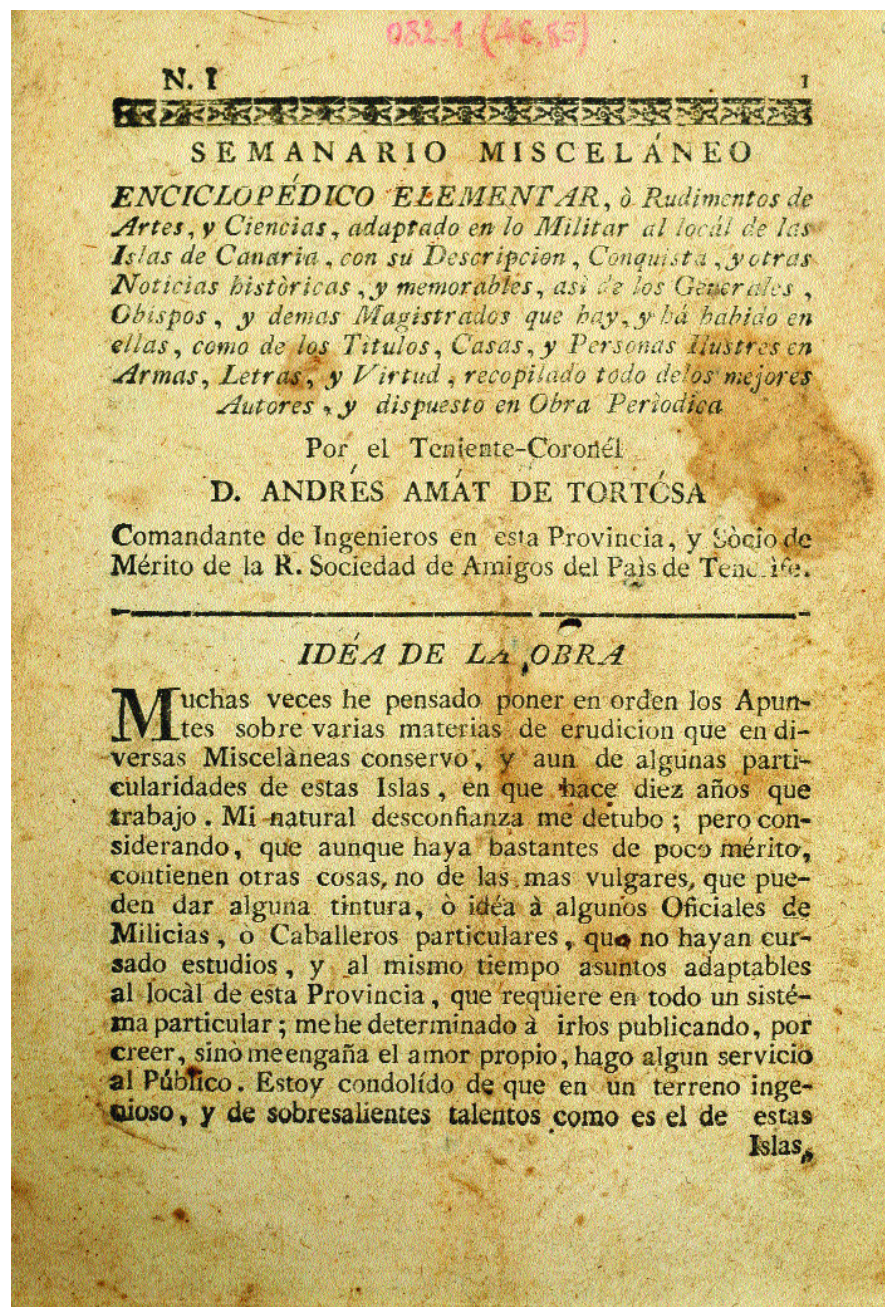 082.1 (46.85)
N. I 1
SEMANARIO MISCELÁNEO
ENCICLOPÉDICO ELEMENTAR, ò Rudimentos de
Artes, y Ciencias, adaptado en lo Militar al locál de las
Islas de Canaria, con su Descripcion, Conquista, y otras
Noticias històricas, y memorables, asì de los Generales,
Obispos, y demas Magistrados que hay, y há habido en
ellas, como de los Titulos, Casas, y Personas Ilustres en
Armas, Letras, y Virtud, recopilado todo delos mejores
Autores, y dispuesto en Obra Perìodica
Por el Teniente-Coronél
D. ANDRÉS AMÁT DE TORTÓSA
Comandante de Ingenieros en esta Provincia, y Sòcio de
Mérito de la R. Sociedad de Amigos del Paìs de Tenerìfe.
IDÉA DE LA OBRA
Muchas veces he pensado poner en orden los Apun-
tes sobre varias materias de erudicion que en di-
versas Miscelàneas conservo, y aun de algunas parti-
cularidades de estas Islas, en que hace diez años que
trabajo. Mi natural desconfianza me detubo; pero con-
siderando, que aunque haya bastantes de poco mérito,
contienen otras cosas, no de las mas vulgares, que pue-
den dar alguna tintura, ò idéa à algunos Oficiales de
Milicias, ò Caballeros particulares, que no hayan cur-
sado estudios, y al mismo tiempo asuntos adaptables
al locàl de esta Provincia, que requiere en todo un sisté-
ma particular; mehe determinado à irlos publicando, por
creer, sinò meengaña el amor propio, hago algun servicio
al Público. Estoy condolído de que en un terreno inge-
nioso, y de sobresalientes talentos como es el de estas
Islas,